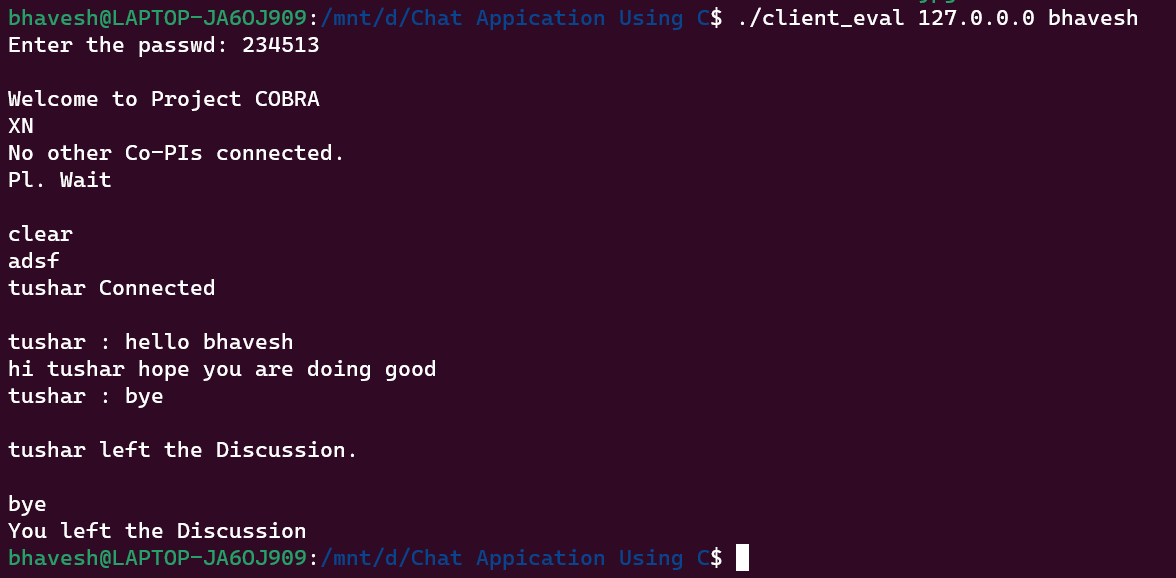 bhavesh@LAPTOP-JA6OJ909:/mnt/d/Chat Appication Using C$ ./client_eval 127.0.0.0 bhavesh
Enter the passwd: 234513
Welcome to Project COBRA
XN
No other Co-PIs connected.
Pl. Wait
clear
adsf
tushar Connected
tushar : hello bhavesh
hi tushar hope you are doing good
tushar : bye
tushar left the Discussion.
bye
You left the Discussion
bhavesh@LAPTOP-JA6OJ909:/mnt/d/Chat Appication Using C$